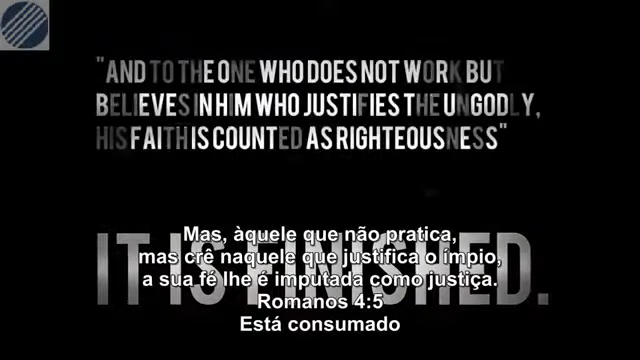 "AND TO THE ONE WHO DOES NOT WORK BUT
BELIEVES IN HIM WHO JUSTIFIES THE UNGODLY,
HIS FAITH IS COUNTED AS RIGHTEOUSNESS"
IT IS FINISHED.
Mas, àquele que não pratica,
mas crê naquele que justifica o ímpio,
a sua fé lhe é imputada como justiça.
Romanos 4:5
Está consumado